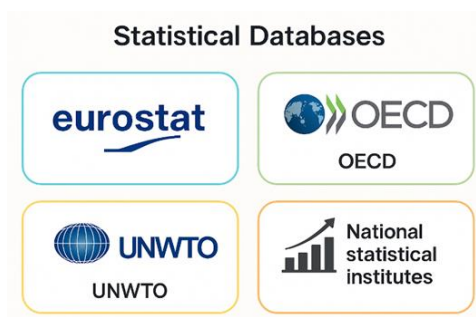 Statistical Databases
eurostat
OECD
OECD
UNWTO
UNWTO
National
statistical
institutes